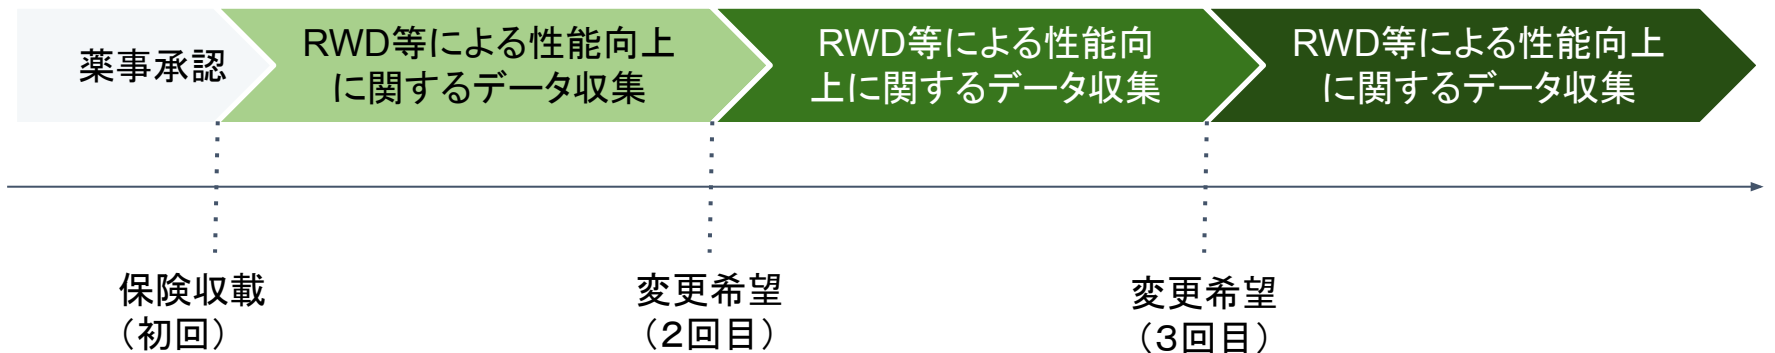 薬事承認
RWD等による性能向上
に関するデータ収集
RWD等による性能向
上に関するデータ収集
RWD等による性能向上
に関するデータ収集
保険収載
（初回）
変更希望
（２回目）
変更希望
（３回目）